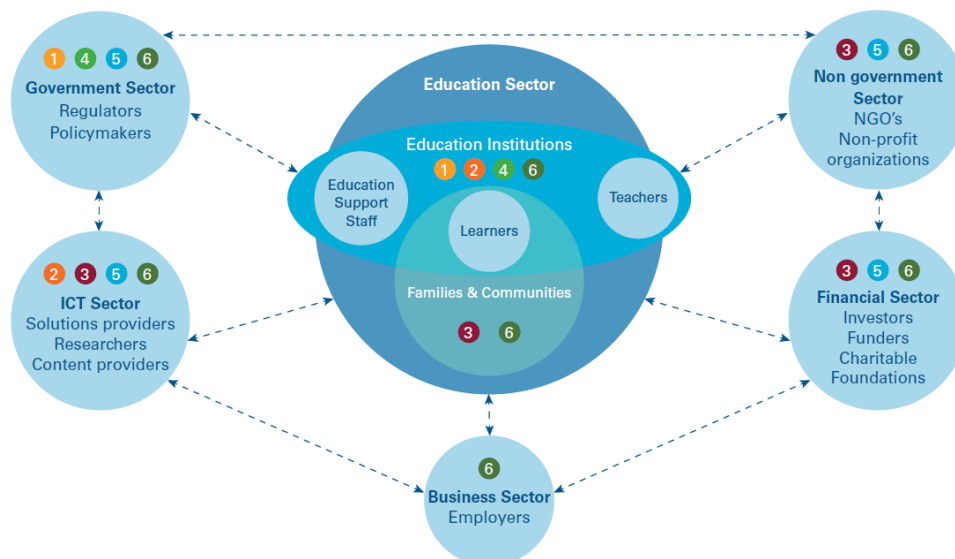 1 4 5 6
Government Sector
Regulators
Policymakers
3 5 6
Non government
Sector
NGO's
Non-profit
organizations
Education Sector
Education Institutions
1 2 4 6
Education
Support
Staff
Learners
Teachers
Families & Communities
3 6
2 3 5 6
ICT Sector
Solutions providers
Researchers
Content providers
3 5 6
Financial Sector
Investors
Funders
Charitable
Foundations
6
Business Sector
Employers